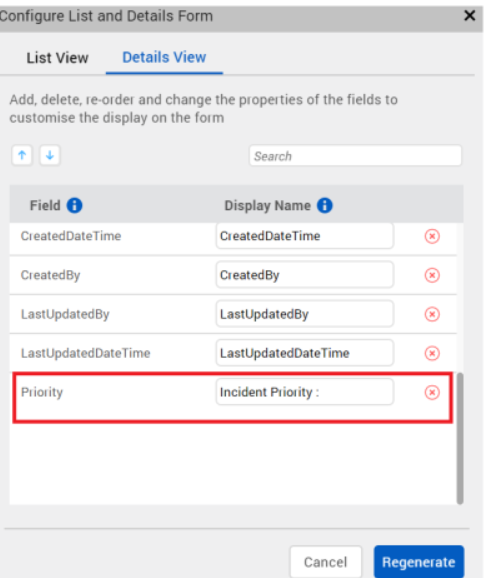 Configure List and Details Form
List View Details View
Add, delete, re-order and change the properties of the fields to
customise the display on the form
Search
Field Display Name
CreatedDateTime CreatedDateTime
CreatedBy CreatedBy
LastUpdatedBy LastUpdatedBy
LastUpdatedDateTime LastUpdatedDateTime
Priority Incident Priority :
Cancel Regenerate